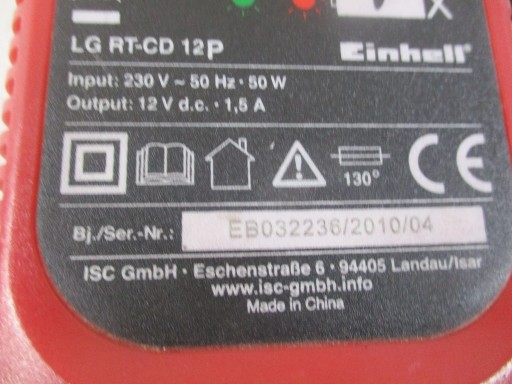 LG RT-CD 12P Einhell
Input: 230 V ~ 50 Hz · 50 W
Output: 12 V d.c. · 1,5 A
130°
CE
Bj./Ser.-Nr.: EB032236/2010/04
ISC GmbH · Eschenstraße 6 · 94405 Landau/Isar
www.isc-gmbh.info
Made in China